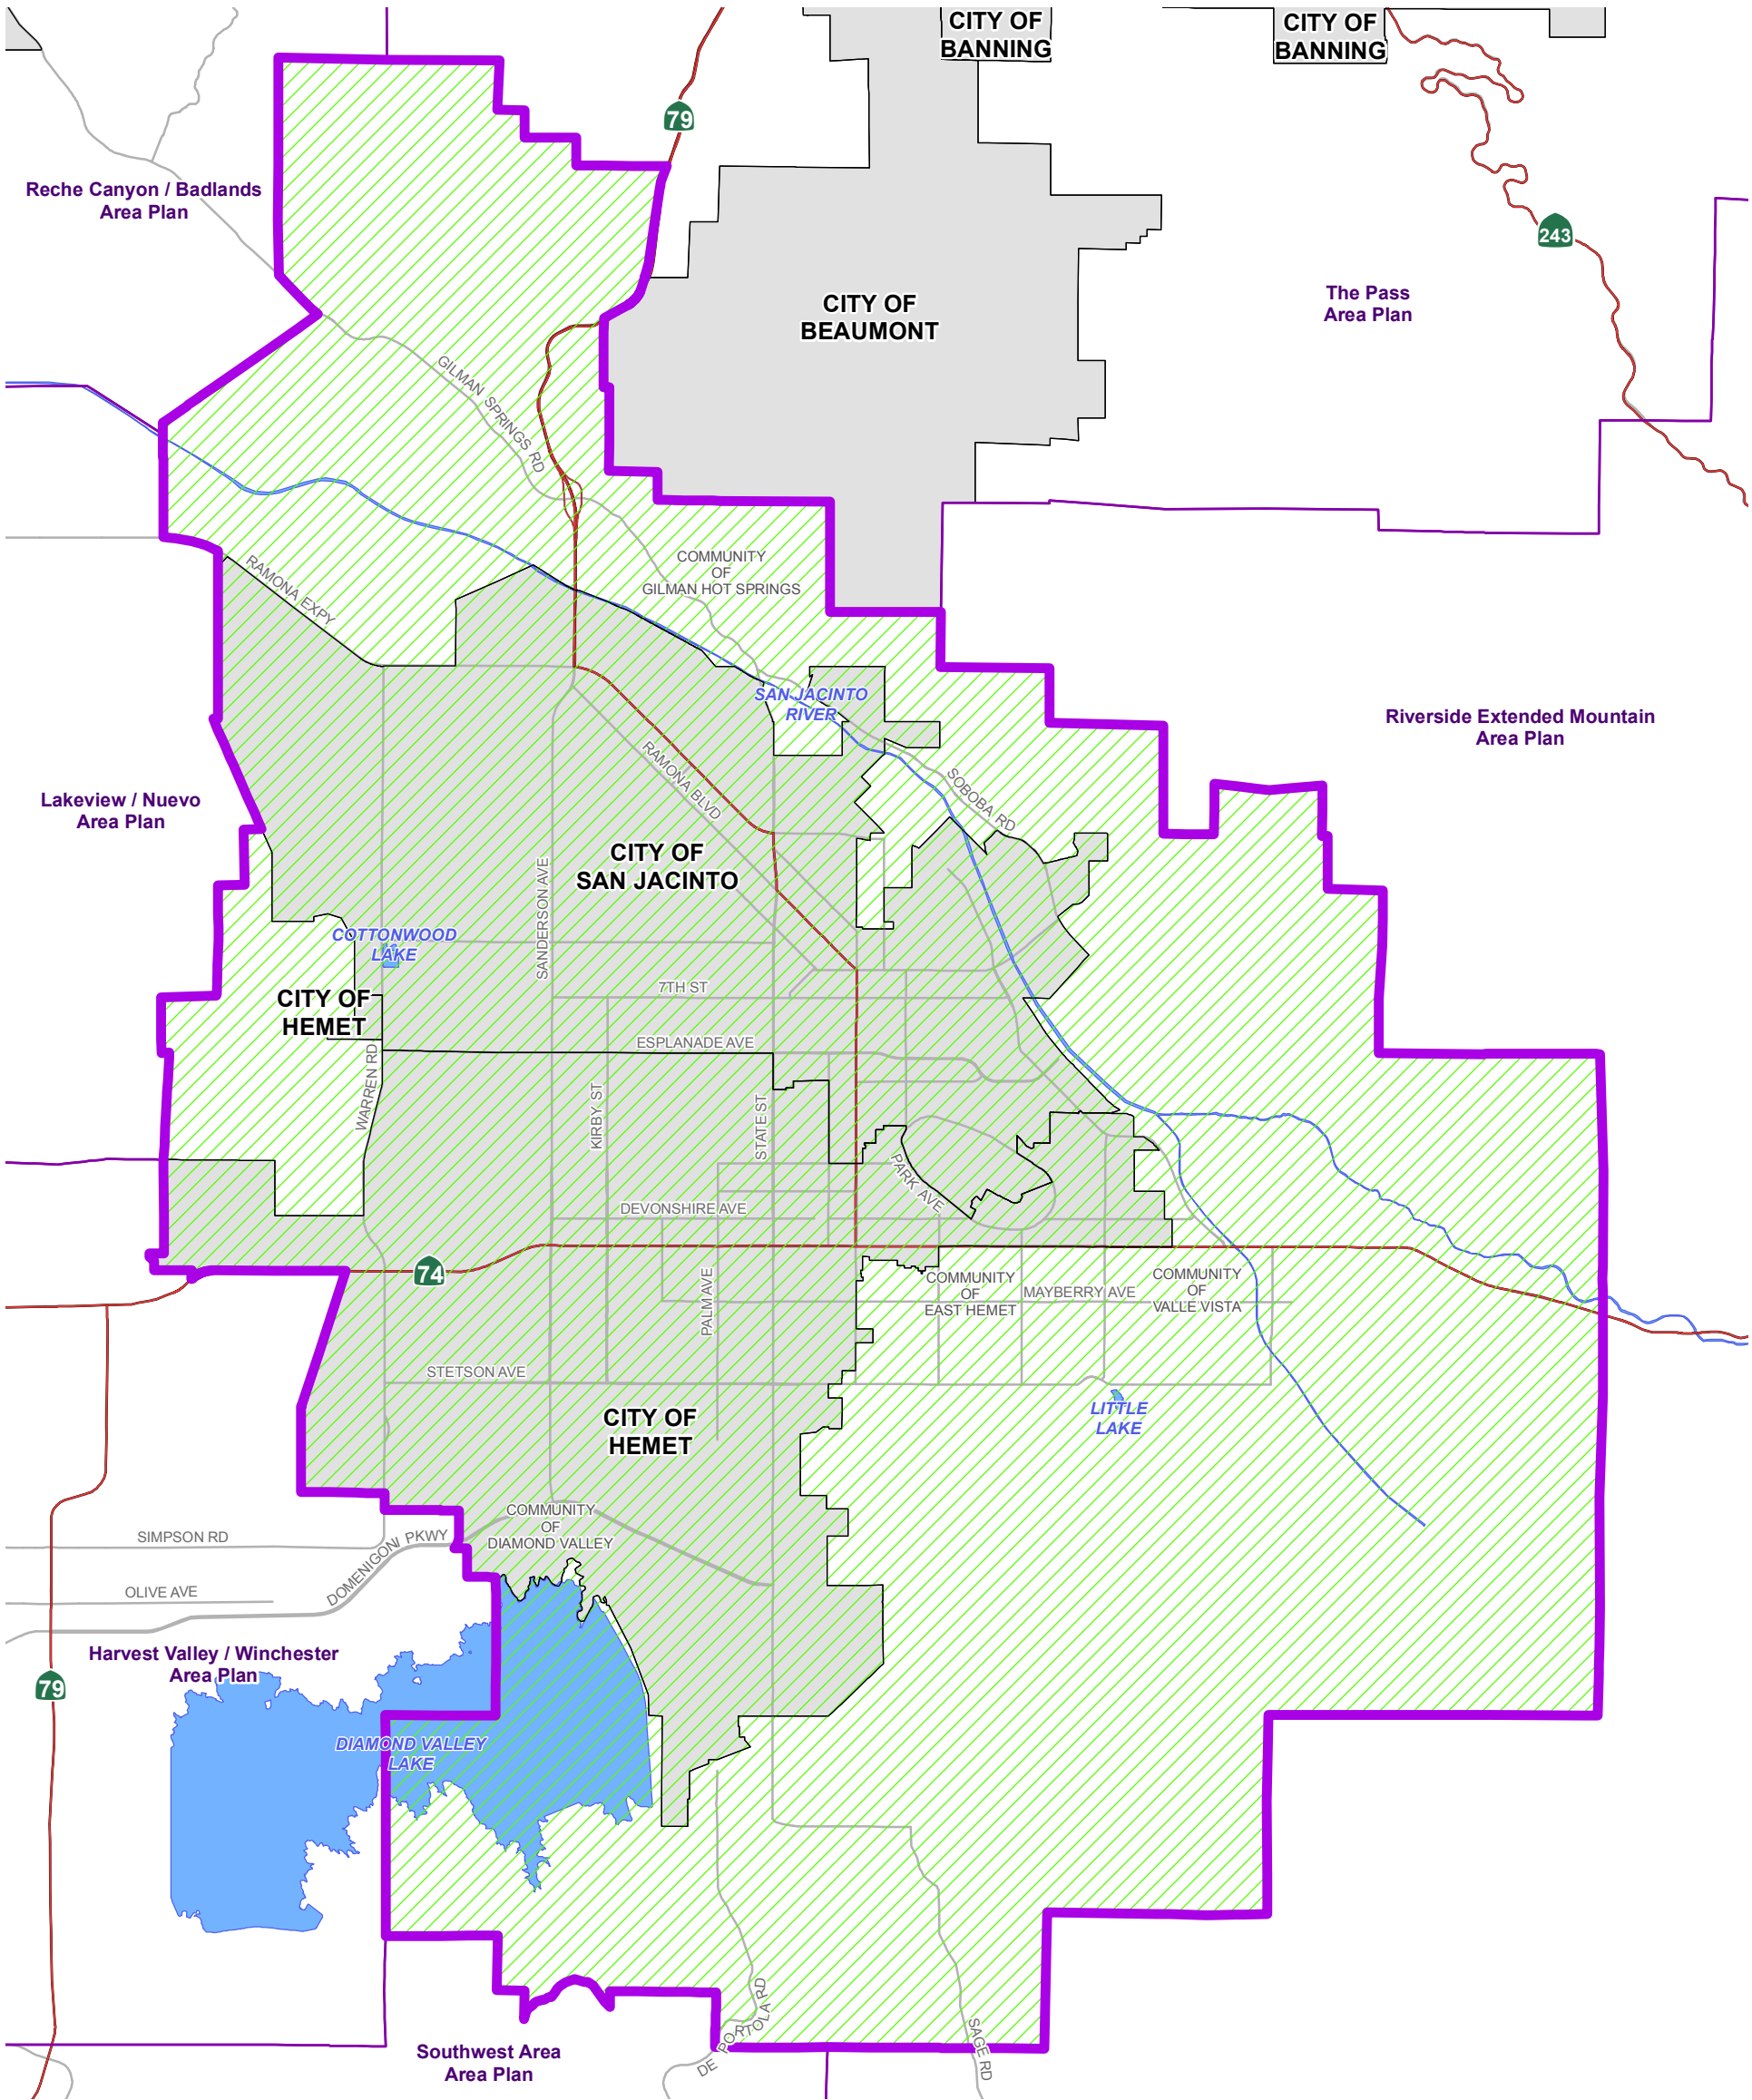 CITY OF
BANNING
CITY OF
BANNING
79
Reche Canyon / Badlands
Area Plan
243
CITY OF
BEAUMONT
The Pass
Area Plan
GILMAN SPRINGS RD
COMMUNITY
OF
GILMAN HOT SPRINGS
RAMONA EXPY
SAN JACINTO
RIVER
Riverside Extended Mountain
Area Plan
RAMONA BLVD
SOBOBA RD
Lakeview / Nuevo
Area Plan
CITY OF
SAN JACINTO
SANDERSON AVE
COTTONWOOD
LAKE
7TH ST
CITY OF
HEMET
ESPLANADE AVE
WARREN RD
KIRBY ST
STATE ST
PARK AVE
DEVONSHIRE AVE
74
PALM AVE
COMMUNITY
OF
EAST HEMET
MAYBERRY AVE
COMMUNITY
OF
VALLE VISTA
STETSON AVE
LITTLE
LAKE
CITY OF
HEMET
COMMUNITY
OF
DIAMOND VALLEY
SIMPSON RD
DOMENIGONI PKWY
OLIVE AVE
Harvest Valley / Winchester
Area Plan
79
DIAMOND VALLEY
LAKE
DE PORTOLA RD
SAGE RD
Southwest Area
Area Plan